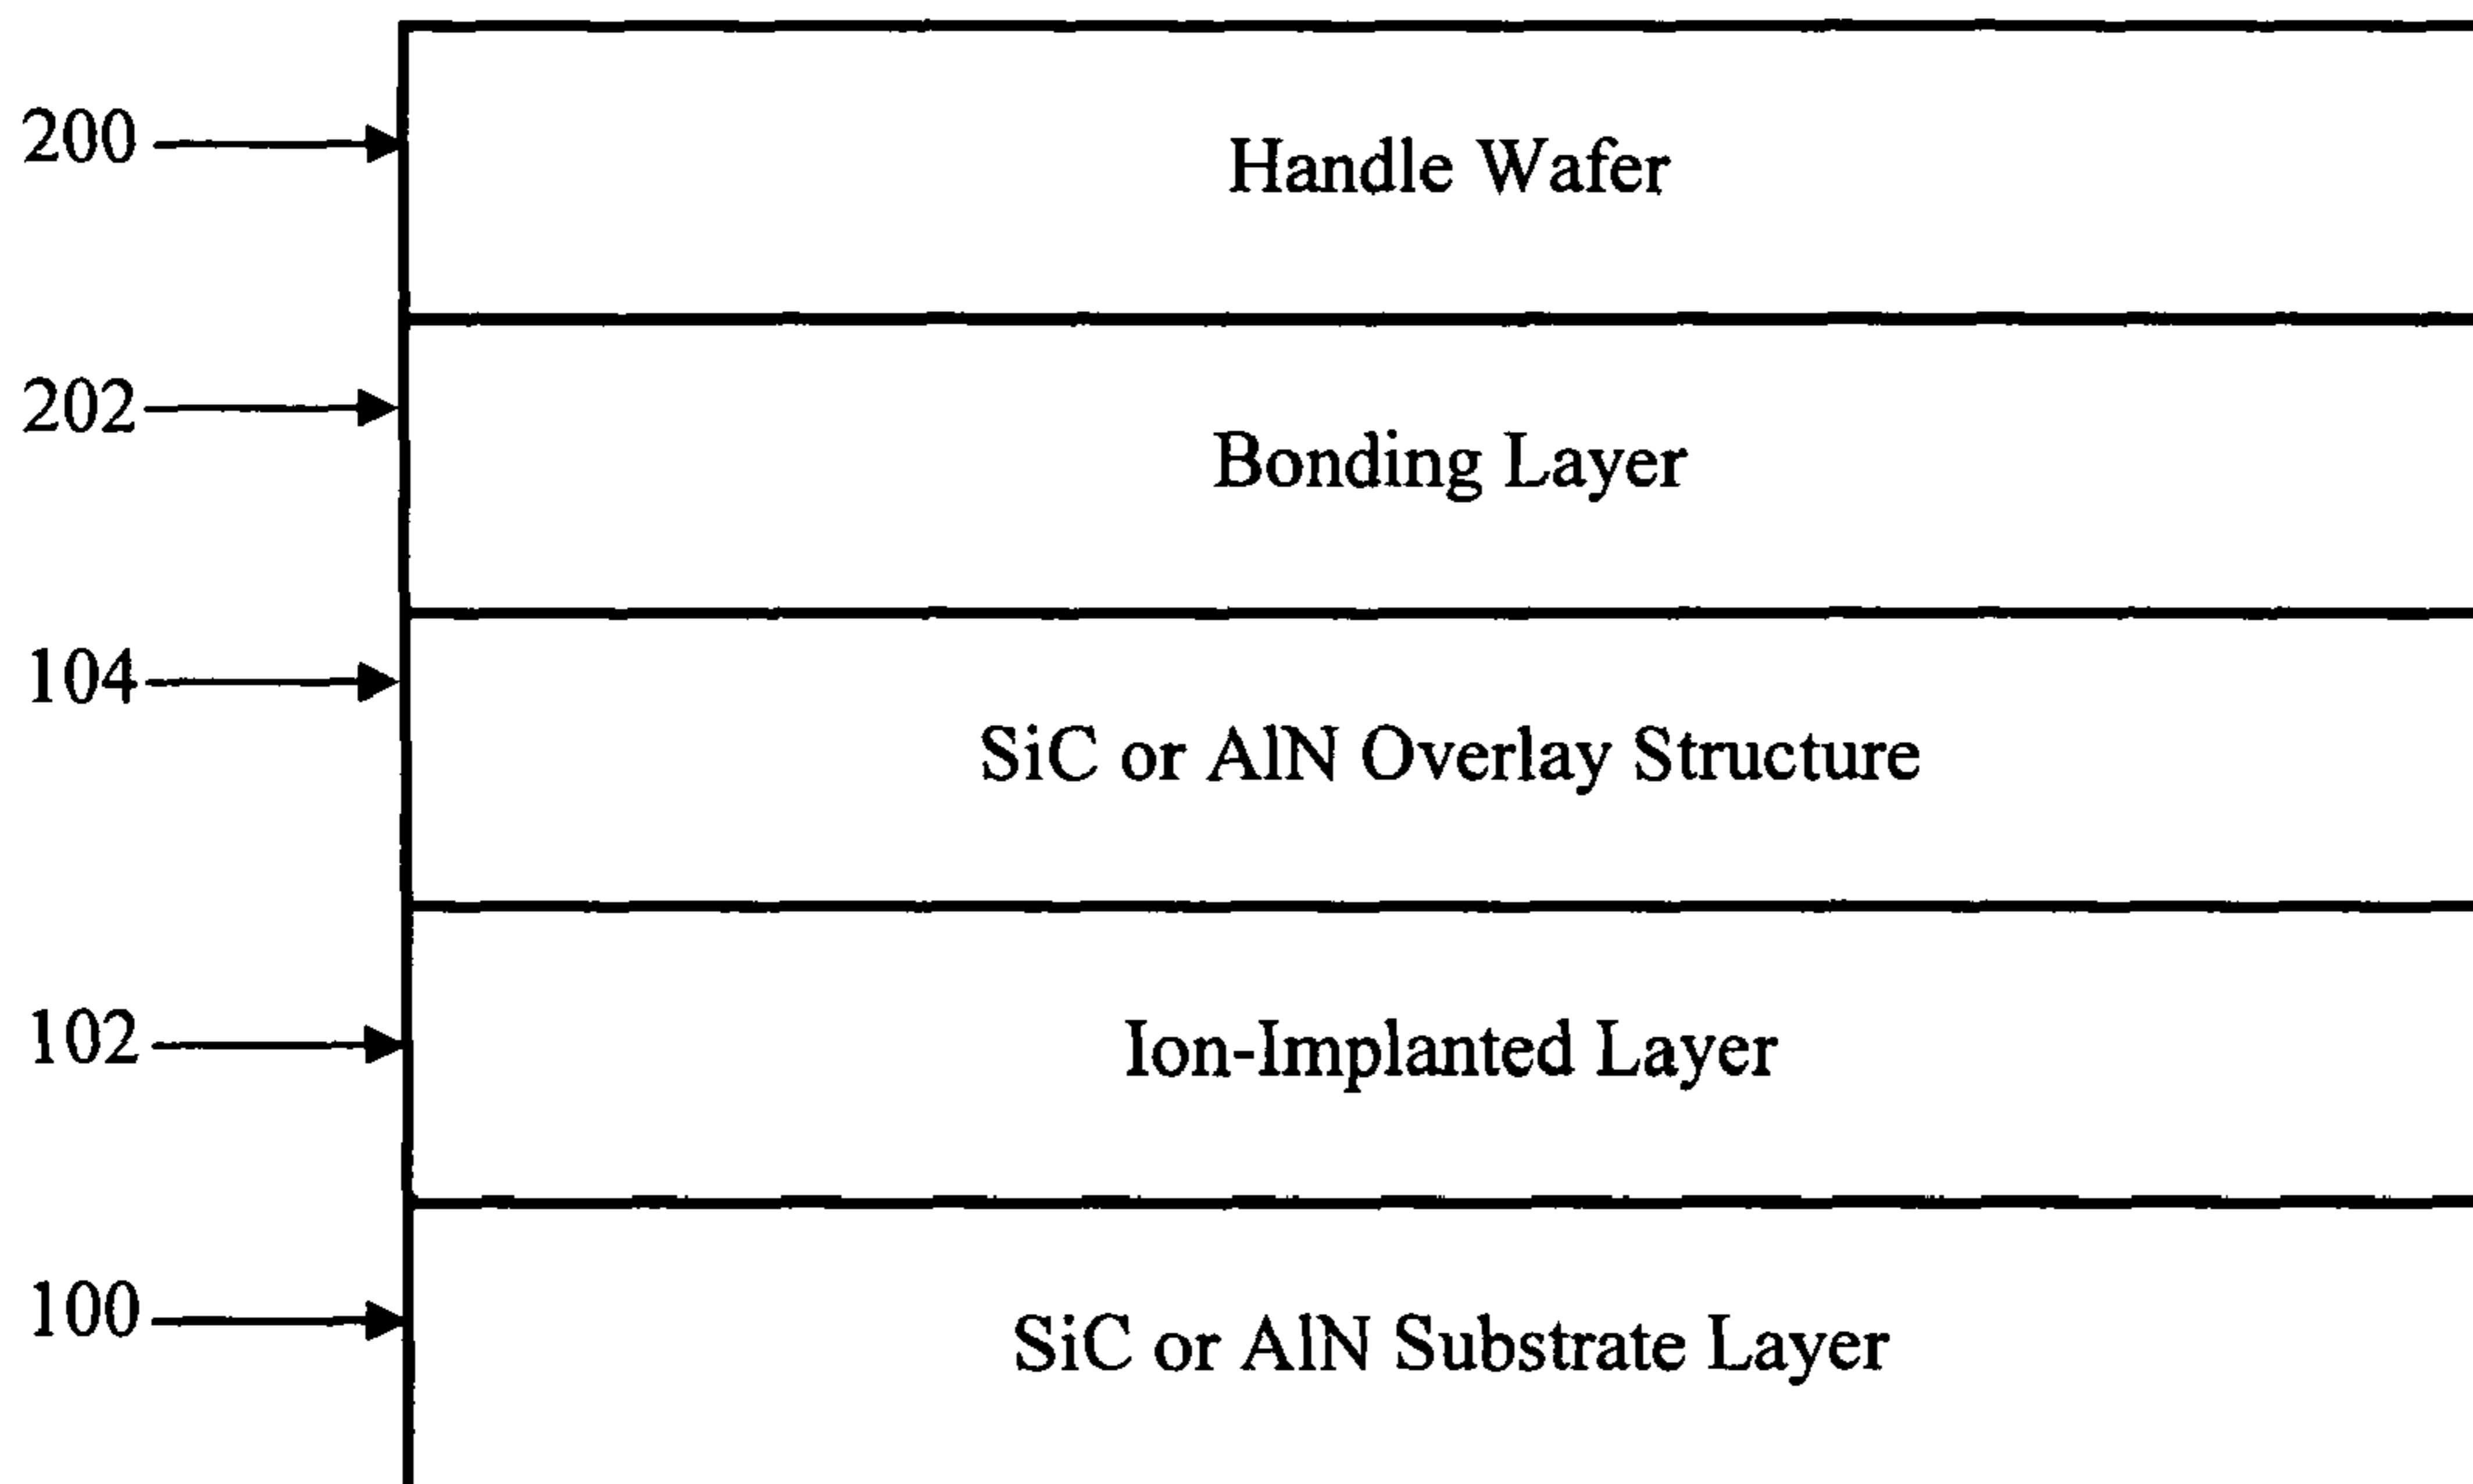 200
Handle Wafer
202
Bonding Layer
104
SiC or AlN Overlay Structure
102
Ion-Implanted Layer
100
SiC or AlN Substrate Layer